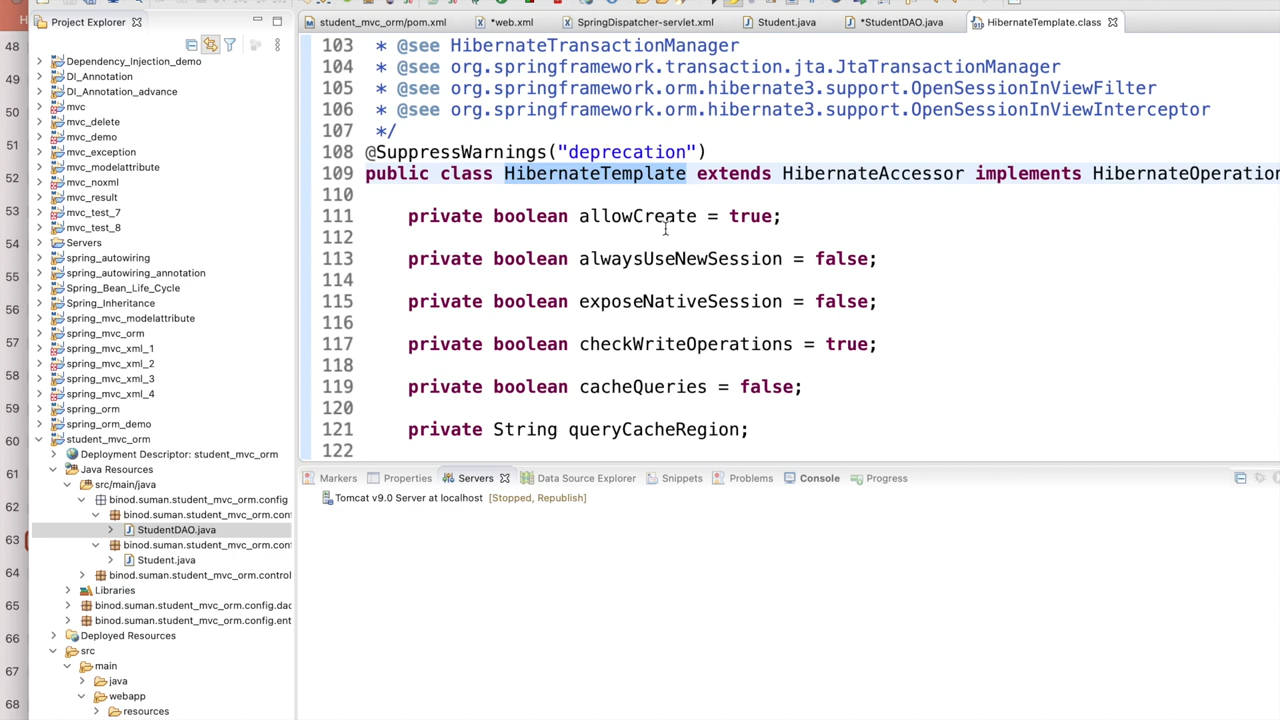 Project Explorer
Dependency_Injection_demo
DI_Annotation
DI_Annotation_advance
mvc
mvc_delete
mvc_demo
mvc_exception
mvc_modelattribute
mvc_noxml
mvc_result
mvc_test_7
mvc_test_8
Servers
spring_autowiring
spring_autowiring_annotation
Spring_Bean_Life_Cycle
Spring_Inheritance
spring_mvc_modelattribute
spring_mvc_orm
spring_mvc_xml_1
spring_mvc_xml_2
spring_mvc_xml_3
spring_mvc_xml_4
spring_orm
spring_orm_demo
student_mvc_orm
Deployment Descriptor: student_mvc_orm
Java Resources
src/main/java
binod.suman.student_mvc_orm.config
binod.suman.student_mvc_orm.con
StudentDAO.java
binod.suman.student_mvc_orm.con
Student.java
binod.suman.student_mvc_orm.control
Libraries
binod.suman.student_mvc_orm.config.dao
binod.suman.student_mvc_orm.config.ent
Deployed Resources
src
main
java
webapp
resources
48
49
50
51
52
53
54
55
56
57
58
59
60
61
62
63
64
65
66
67
68
student_mvc_orm/pom.xml *web.xml SpringDispatcher-servlet.xml Student.java *StudentDAO.java HibernateTemplate.class
103 * @see HibernateTransactionManager
104 * @see org.springframework.transaction.jta.JtaTransactionManager
105 * @see org.springframework.orm.hibernate3.support.OpenSessionInViewFilter
106 * @see org.springframework.orm.hibernate3.support.OpenSessionInViewInterceptor
107 */
108 @SuppressWarnings("deprecation")
109 public class HibernateTemplate extends HibernateAccessor implements HibernateOperation
110
111 private boolean allowCreate = true;
112
113 private boolean alwaysUseNewSession = false;
114
115 private boolean exposeNativeSession = false;
116
117 private boolean checkWriteOperations = true;
118
119 private boolean cacheQueries = false;
120
121 private String queryCacheRegion;
122
Markers Properties Servers Data Source Explorer Snippets Problems Console Progress
Tomcat v9.0 Server at localhost [Stopped, Republish]